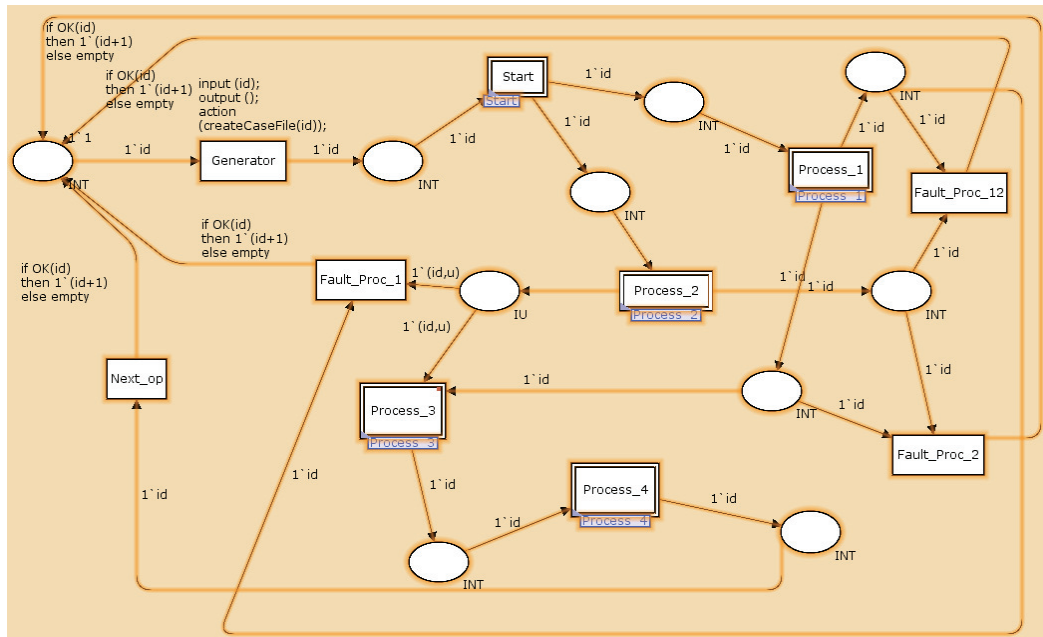 if OK(id)
then 1`(id+1)
else empty
if OK(id)
then 1`(id+1)
else empty
input (id);
output ();
action
(createCaseFile(id));
Start
Start
1`id
INT
1`id
INT
1`1
1`id
Generator
1`id
1`id
1`id
1`id
1`id
1`id
Process_1
Process_1
Fault_Proc_12
INT
INT
INT
if OK(id)
then 1`(id+1)
else empty
1`id
if OK(id)
then 1`(id+1)
else empty
Fault_Proc_1
1`(id,u)
IU
Process_2
Process_2
1`id
1`id
INT
1`(id,u)
Next_op
1`id
1`id
Process_3
Process_3
INT
1`id
Fault_Proc_2
1`id
1`id
Process_4
Process_4
1`id
1`id
1`id
INT
INT